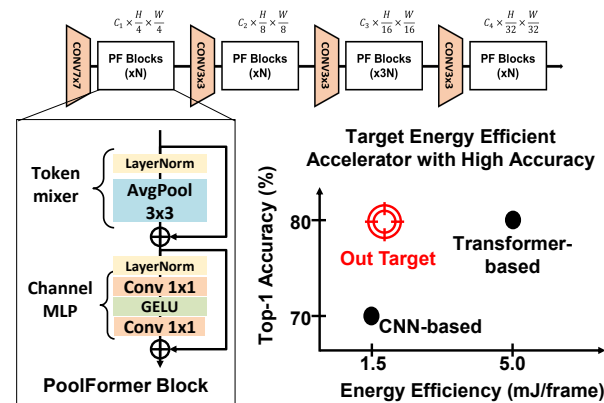 C₁ × H/4 × W/4
C₂ × H/8 × W/8
C₃ × H/16 × W/16
C₄ × H/32 × W/32
CONV7x7
PF Blocks
(xN)
CONV3x3
PF Blocks
(xN)
CONV3x3
PF Blocks
(x3N)
CONV3x3
PF Blocks
(xN)
Token
mixer
LayerNorm
AvgPool
3x3
Channel
MLP
LayerNorm
Conv 1x1
GELU
Conv 1x1
PoolFormer Block
Target Energy Efficient
Accelerator with High Accuracy
Top-1 Accuracy (%)
80
70
Out Target
Transformer-
based
CNN-based
1.5
5.0
Energy Efficiency (mJ/frame)